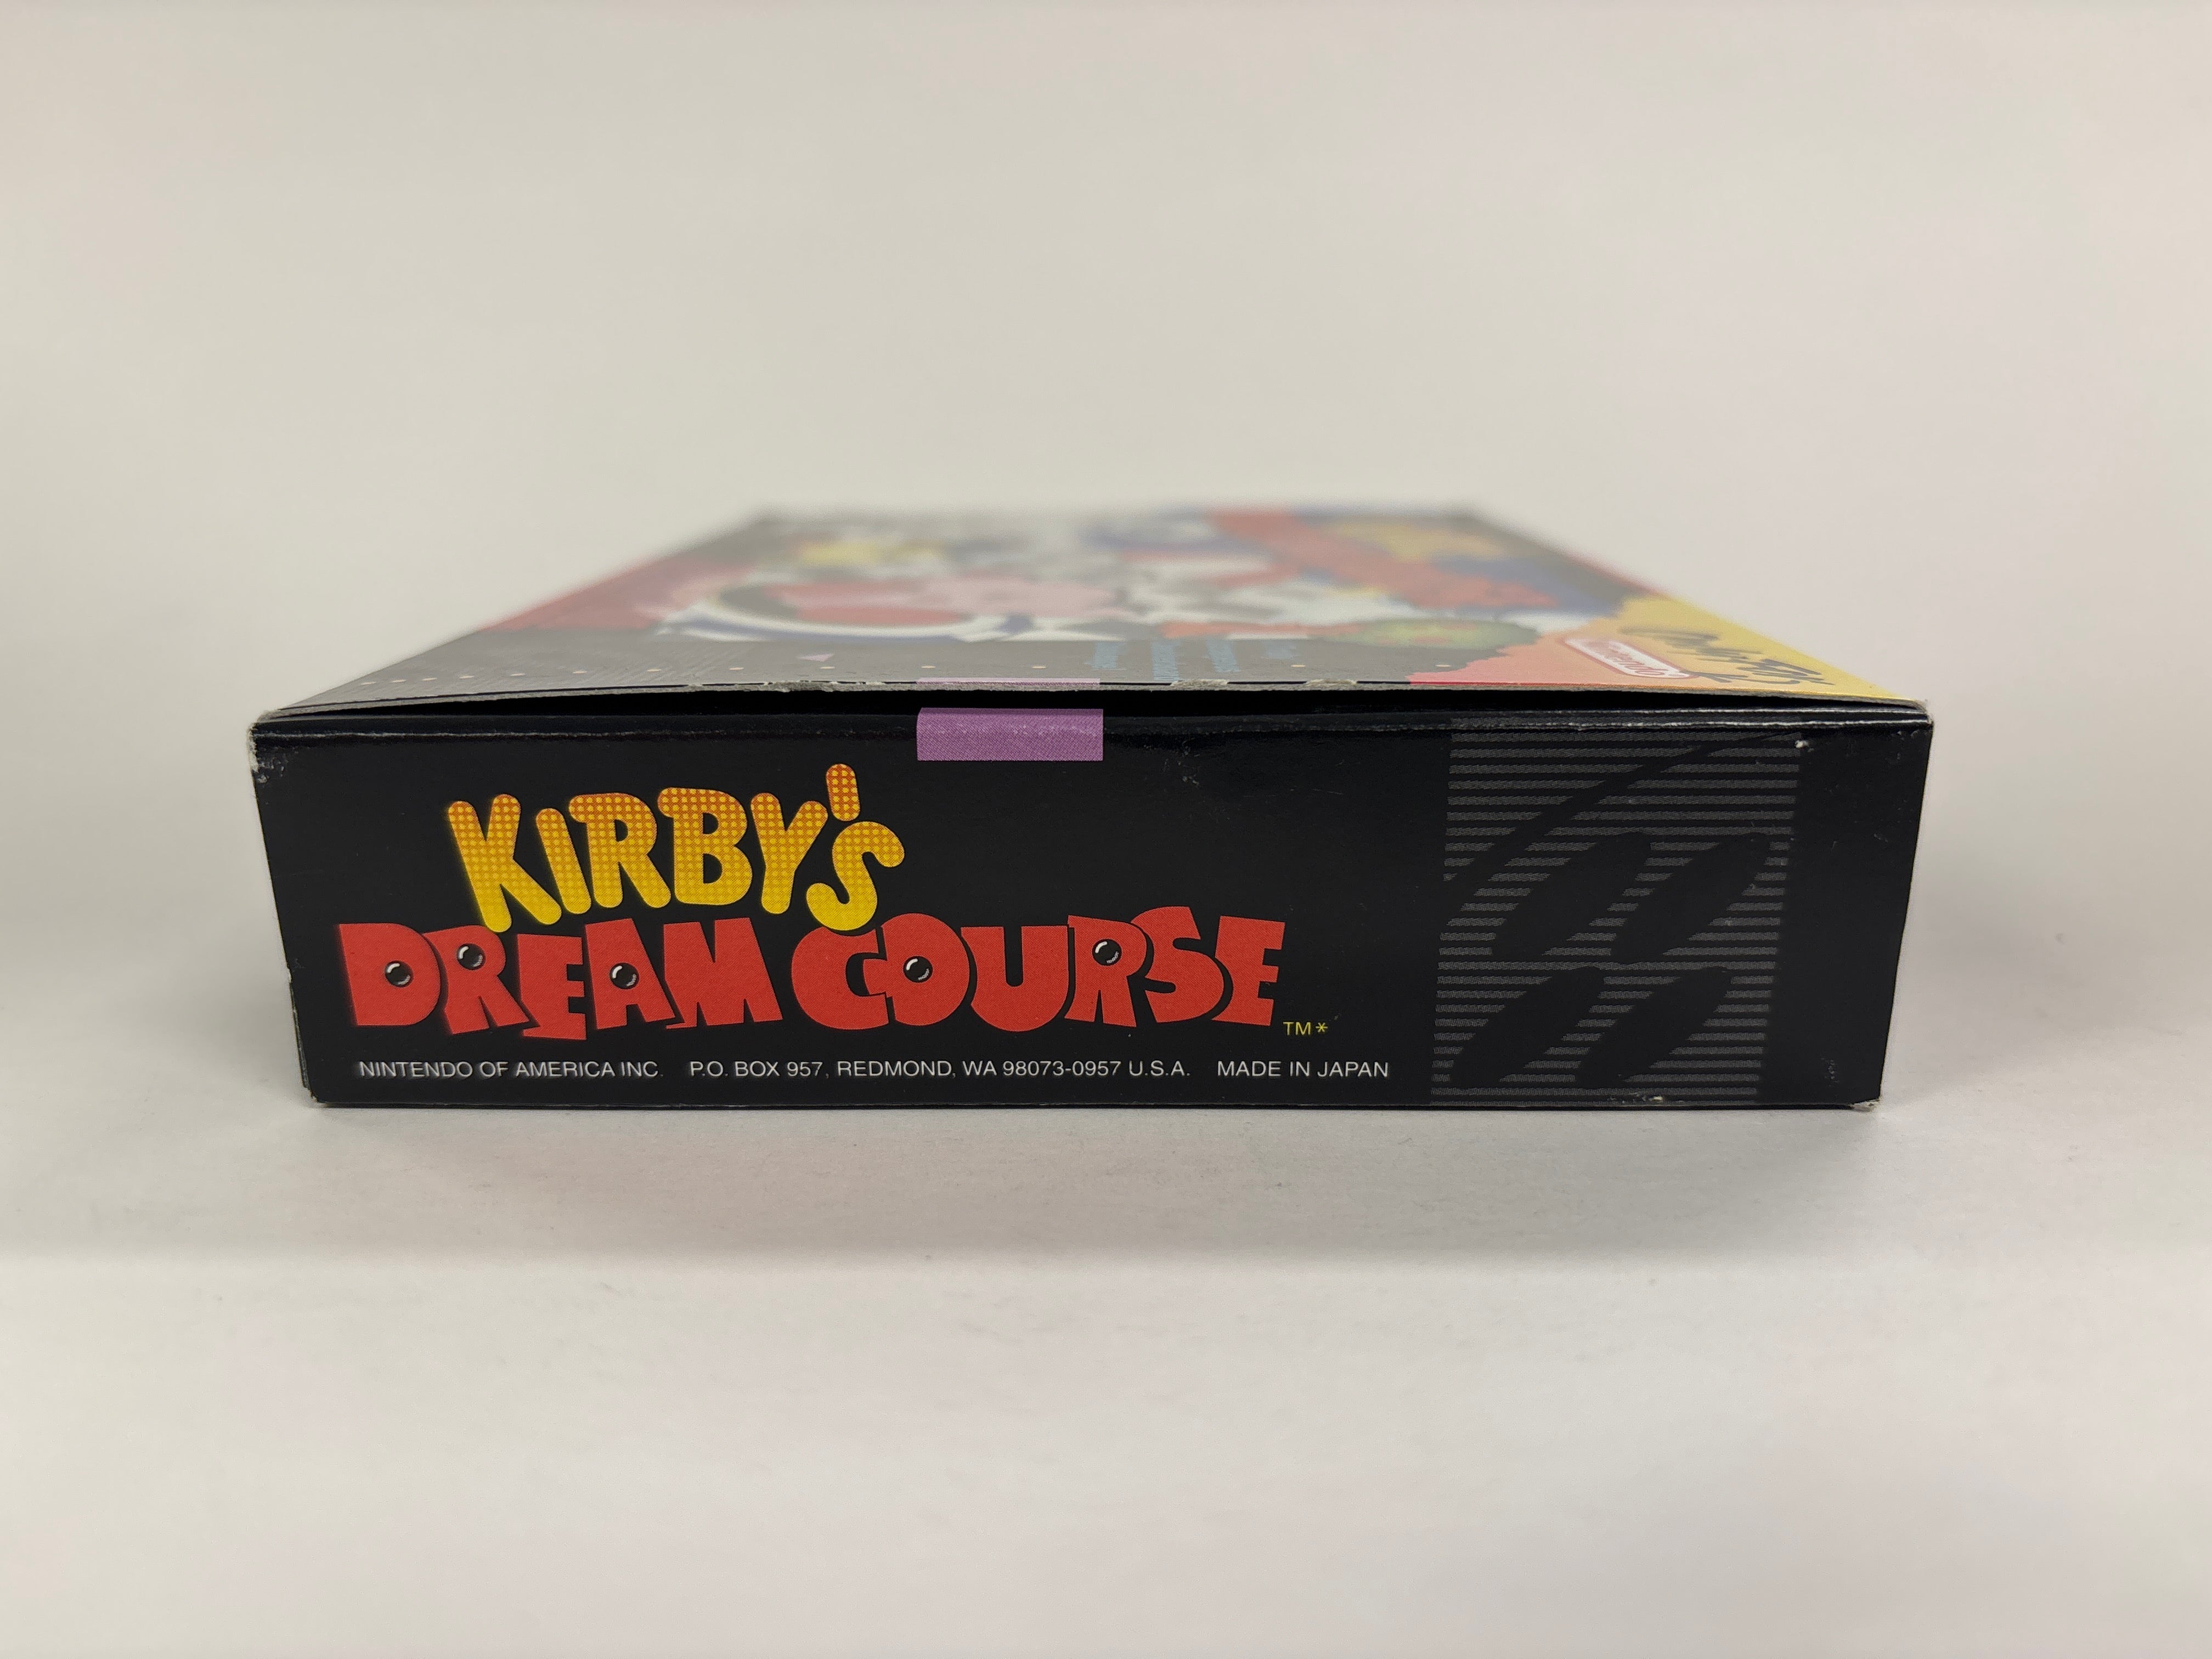 KIRBY'S
DREAM COURSE
TM*
NINTENDO OF AMERICA INC. P.O. BOX 957, REDMOND, WA 98073-0957 U.S.A. MADE IN JAPAN